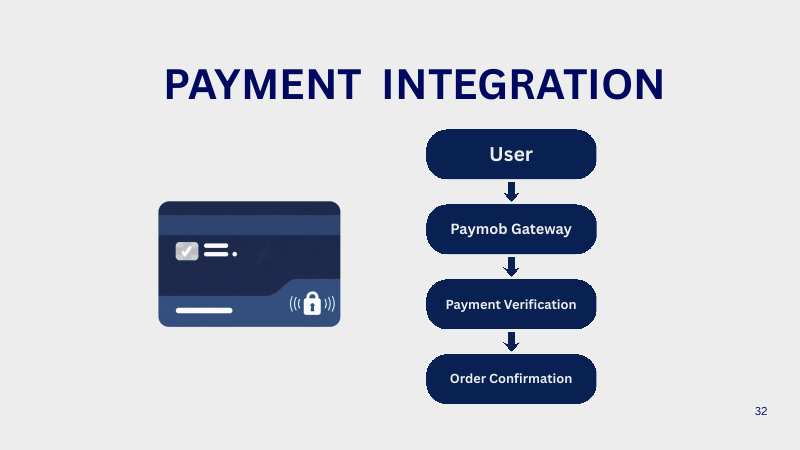 PAYMENT INTEGRATION
User
Paymob Gateway
Payment Verification
Order Confirmation
32